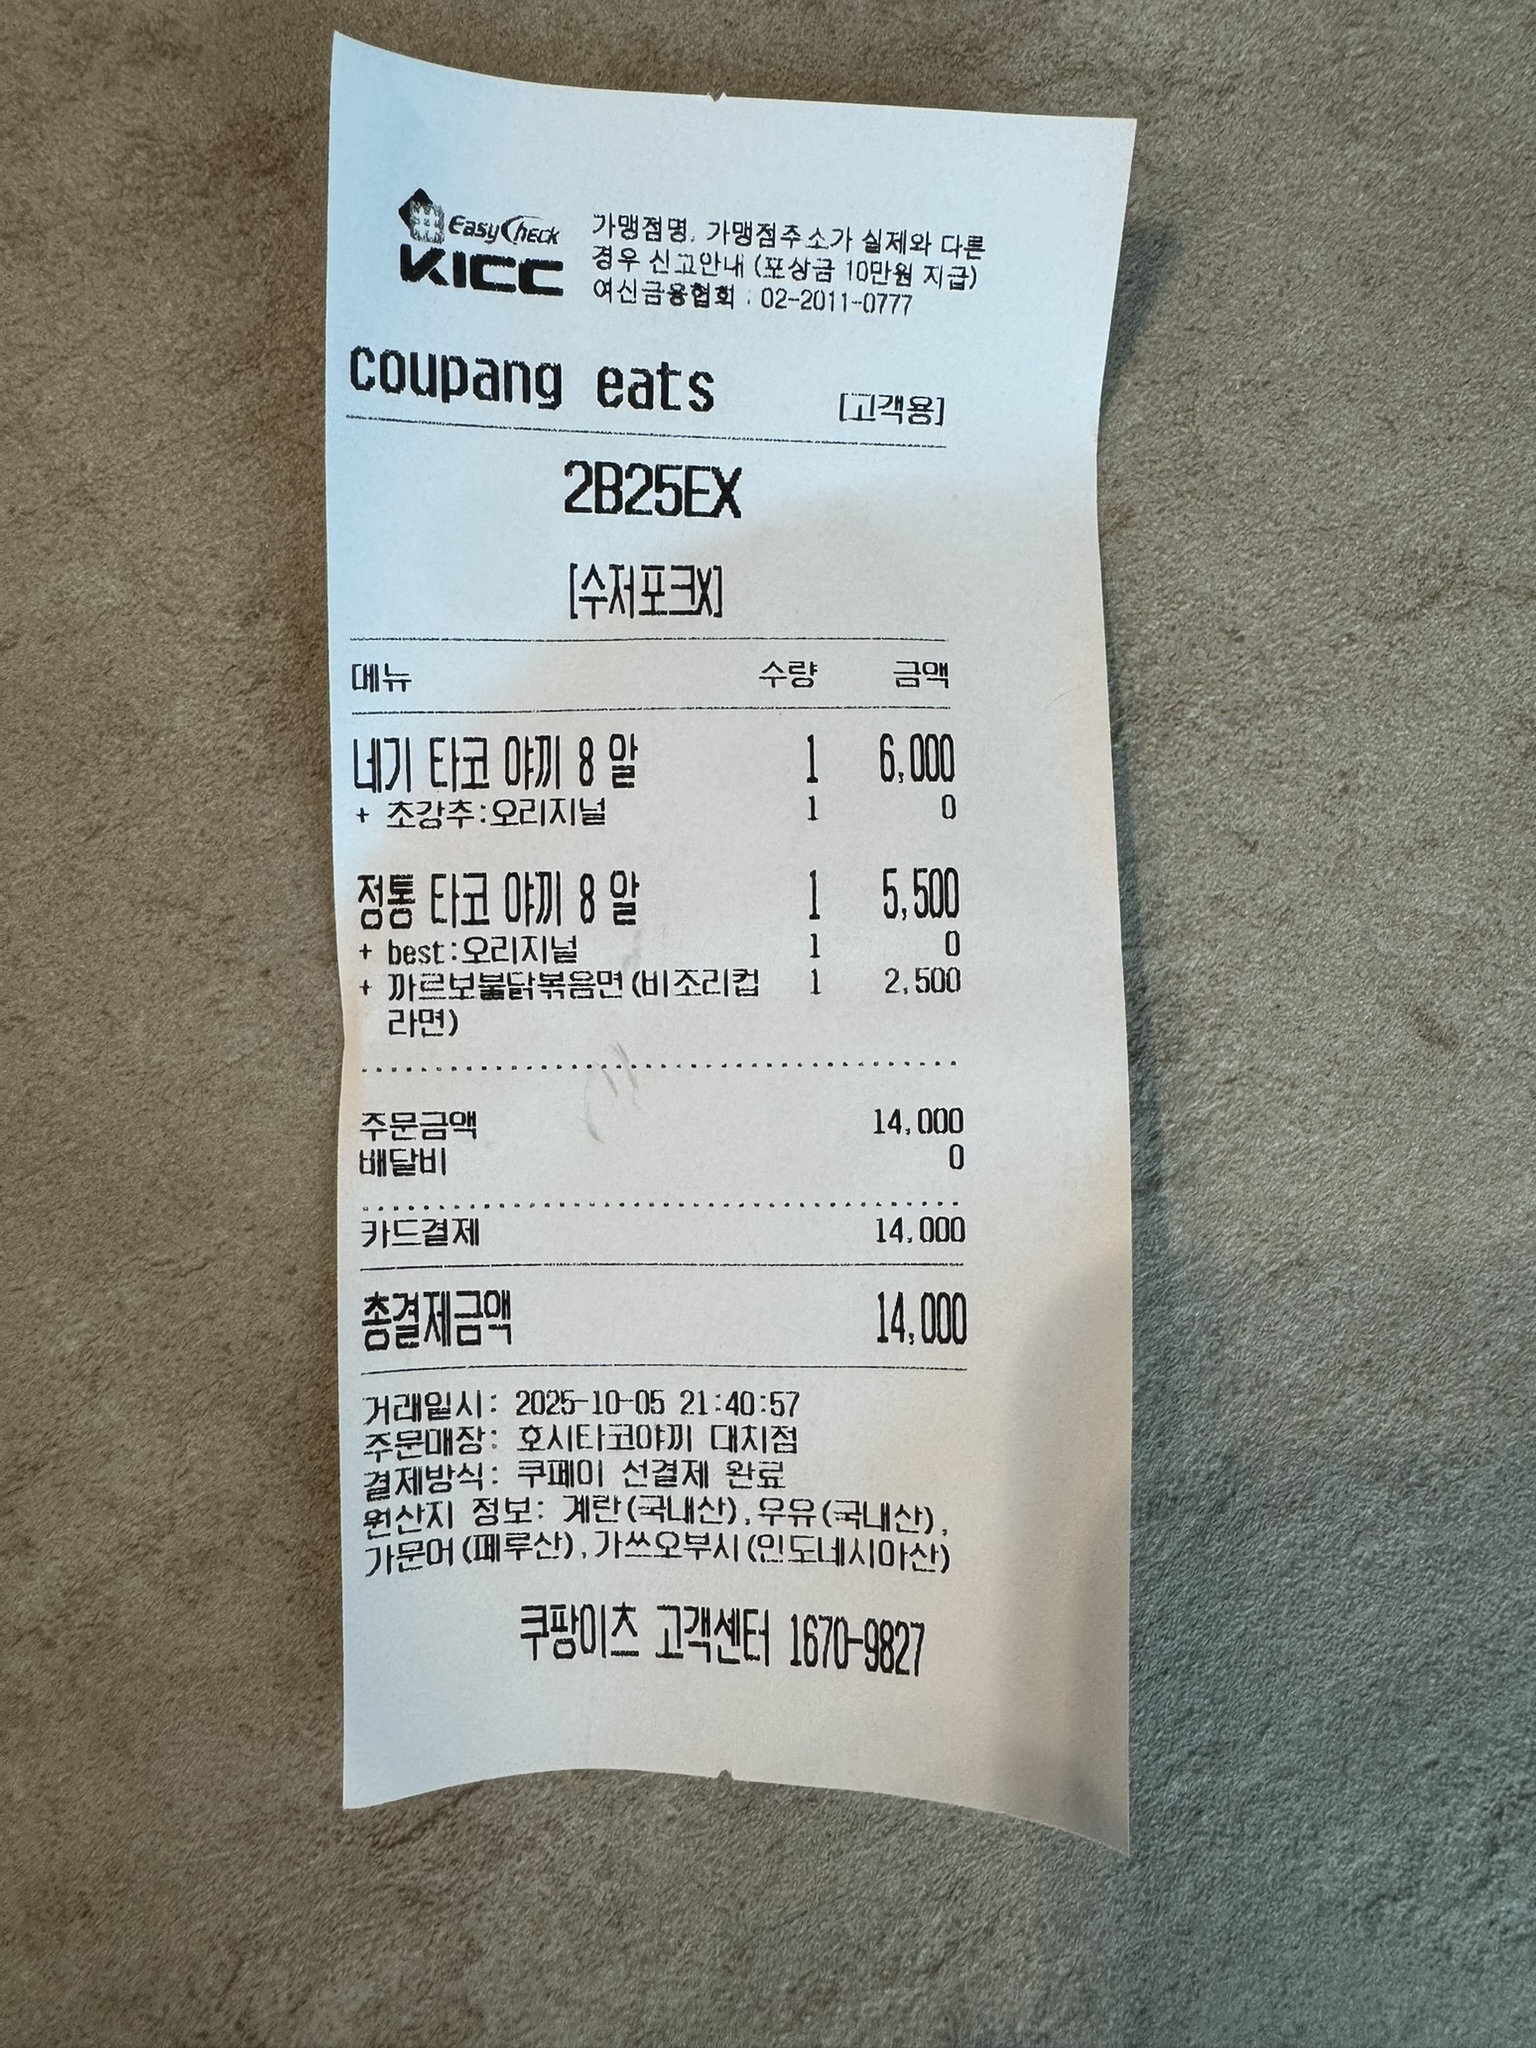 EasyCheck
KICC
가맹점명, 가맹점주소가 실제와 다른
경우 신고안내 (포상금 10만원 지급)
여신금융협회 : 02-2011-0777
coupang eats
[고객용]
2B25EX
[수저포크X]
메뉴 수량 금액
네기 타코 야끼 8 알 1 6,000
+ 초강추:오리지널 1 0
정통 타코 야끼 8 알 1 5,500
+ best:오리지널 1 0
+ 까르보불닭볶음면(비조리컵 1 2,500
라면)
주문금액 14,000
배달비 0
카드결제 14,000
총결제금액 14,000
거래일시: 2025-10-05 21:40:57
주문매장: 호시타코야끼 대치점
결제방식: 쿠페이 선결제 완료
원산지 정보: 계란(국내산),우유(국내산),
가문어(페루산),가쓰오부시(인도네시아산)
쿠팡이츠 고객센터 1670-9827